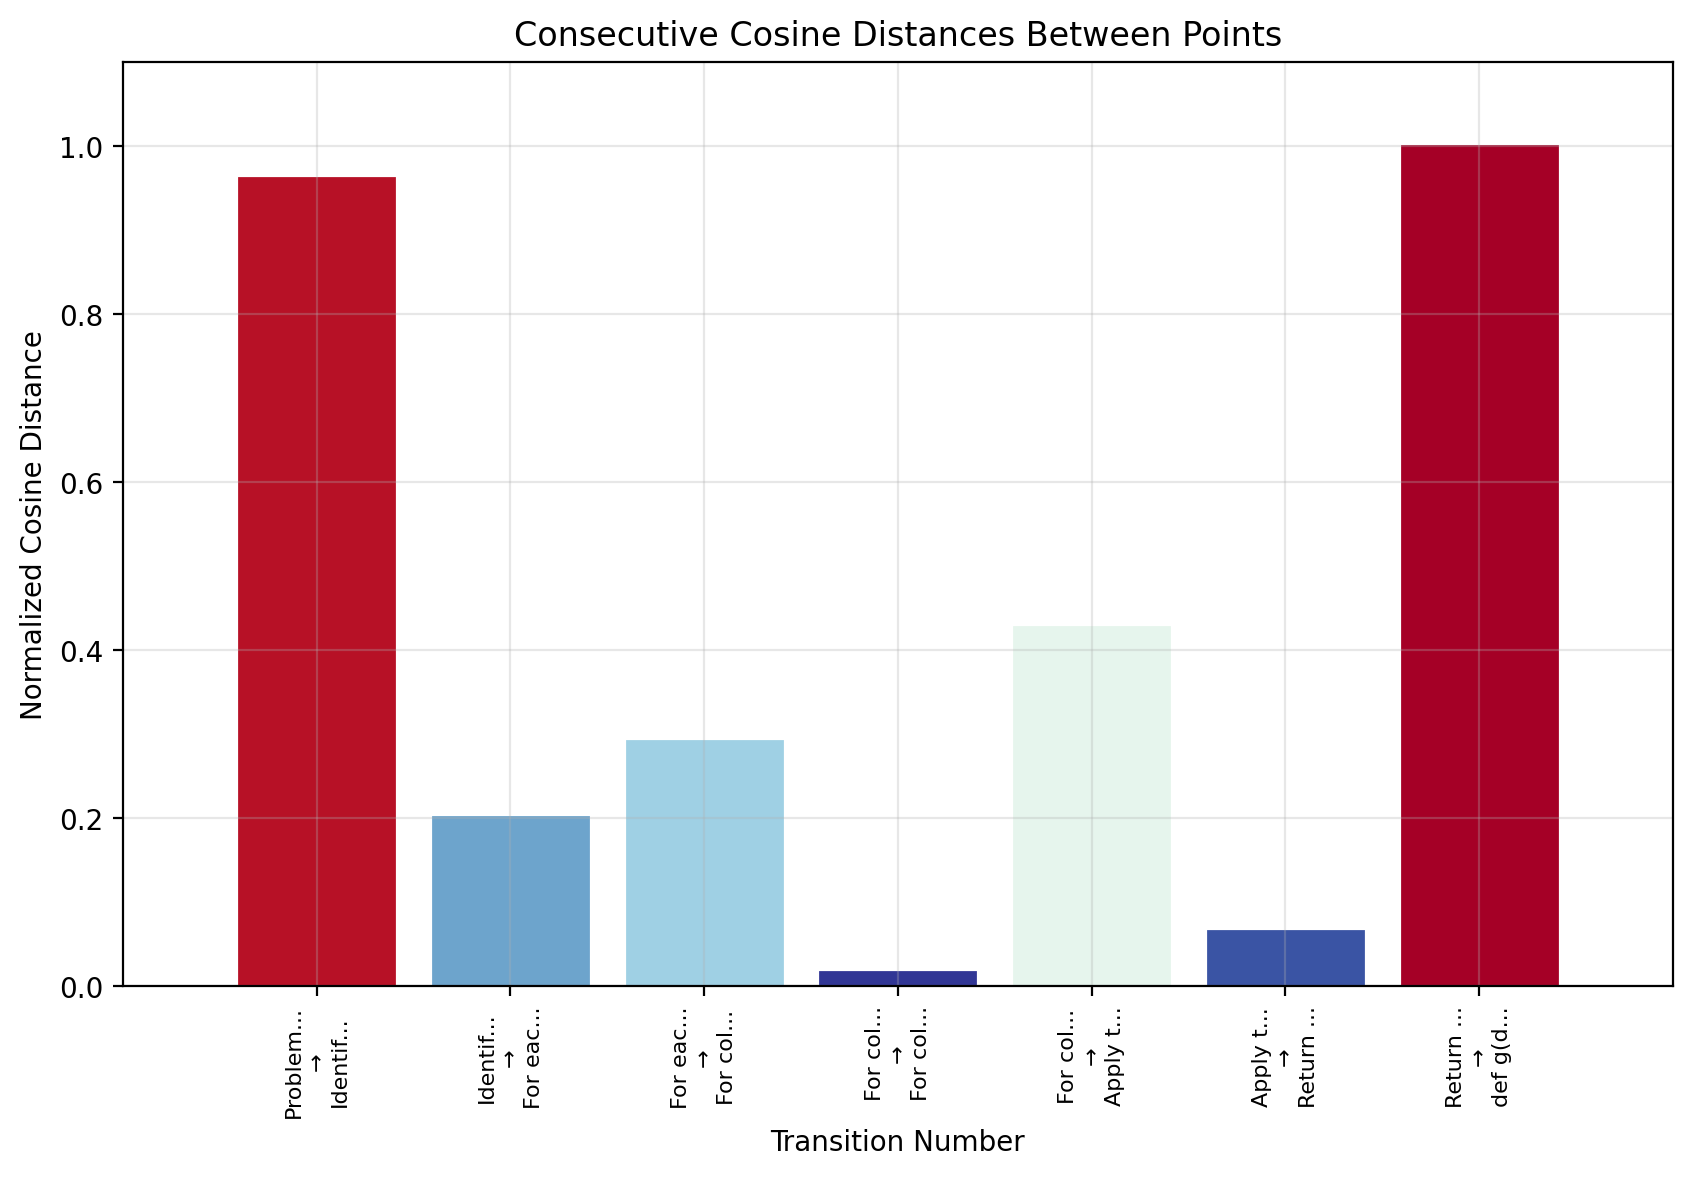 Consecutive Cosine Distances Between Points
Normalized Cosine Distance
1.0
0.8
0.6
0.4
0.2
0.0
Problem...
→
Identif...
Identif...
→
For eac...
For eac...
→
For col...
For col...
→
For col...
For col...
→
Apply t...
Apply t...
→
Return ...
Return ...
→
def g(d...
Transition Number